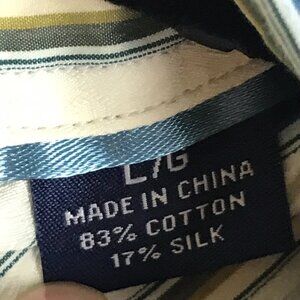 L/G
MADE IN CHINA
83% COTTON
17% SILK